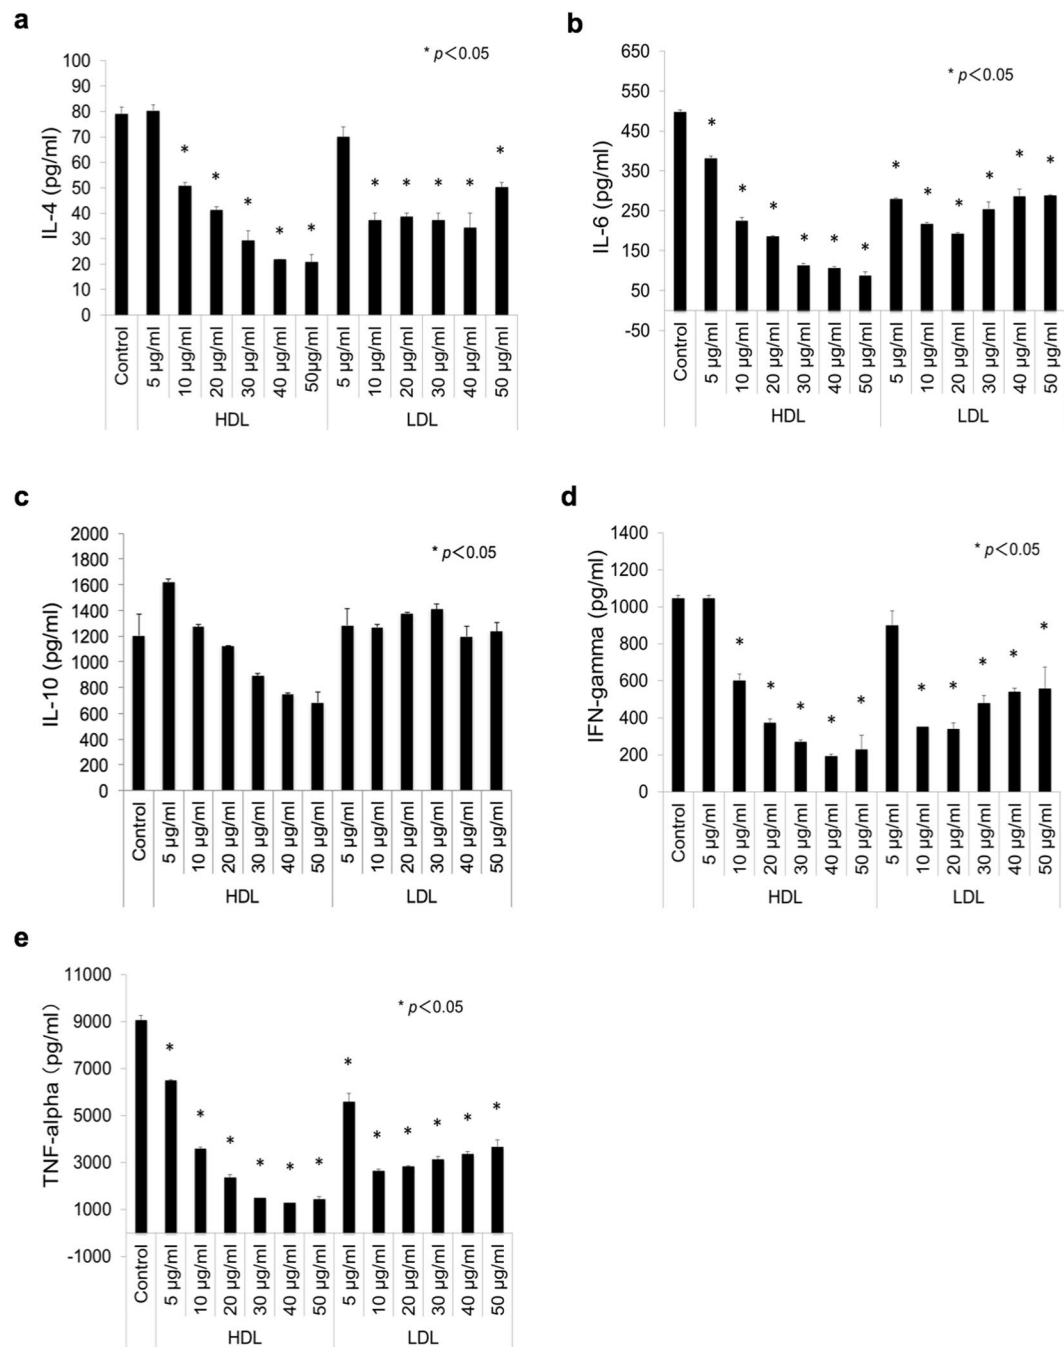 a
* p<0.05
IL-4 (pg/ml)
100
90
80
70
60
50
40
30
20
10
0
Control
5 µg/ml
10 µg/ml
20 µg/ml
30 µg/ml
40 µg/ml
50µg/ml
5 µg/ml
10 µg/ml
20 µg/ml
30 µg/ml
40 µg/ml
50 µg/ml
HDL
LDL
* * * * * * * * * *
b
* p<0.05
IL-6 (pg/ml)
650
550
450
350
250
150
50
-50
Control
5 µg/ml
10 µg/ml
20 µg/ml
30 µg/ml
40 µg/ml
50 µg/ml
5 µg/ml
10 µg/ml
20 µg/ml
30 µg/ml
40 µg/ml
50 µg/ml
HDL
LDL
* * * * * * * * * * * *
c
* p<0.05
IL-10 (pg/ml)
2000
1800
1600
1400
1200
1000
800
600
400
200
0
Control
5 µg/ml
10 µg/ml
20 µg/ml
30 µg/ml
40 µg/ml
50 µg/ml
5 µg/ml
10 µg/ml
20 µg/ml
30 µg/ml
40 µg/ml
50 µg/ml
HDL
LDL
d
* p<0.05
IFN-gamma (pg/ml)
1400
1200
1000
800
600
400
200
0
Control
5 µg/ml
10 µg/ml
20 µg/ml
30 µg/ml
40 µg/ml
50 µg/ml
5 µg/ml
10 µg/ml
20 µg/ml
30 µg/ml
40 µg/ml
50 µg/ml
HDL
LDL
* * * * * * * * * *
e
* p<0.05
TNF-alpha (pg/ml)
11000
9000
7000
5000
3000
1000
-1000
Control
5 µg/ml
10 µg/ml
20 µg/ml
30 µg/ml
40 µg/ml
50 µg/ml
5 µg/ml
10 µg/ml
20 µg/ml
30 µg/ml
40 µg/ml
50 µg/ml
HDL
LDL
* * * * * * * * * * * *